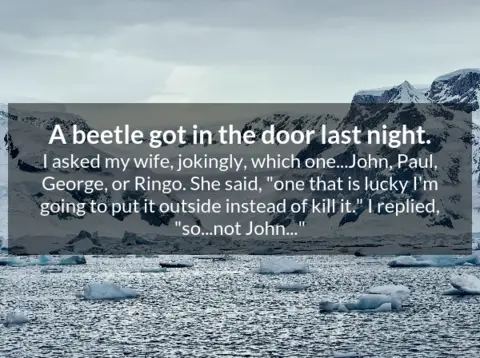 A beetle got in the door last night.
I asked my wife, jokingly, which one...John, Paul,
George, or Ringo. She said, "one that is lucky I'm
going to put it outside instead of kill it." I replied,
"so...not John..."